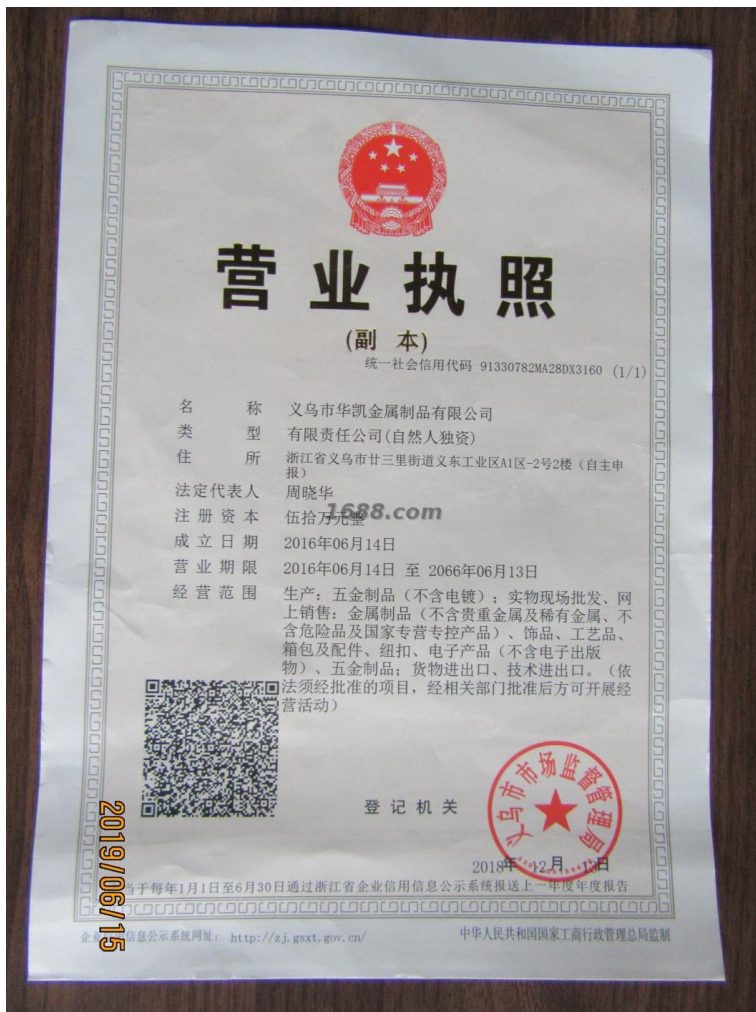 营业执照
(副 本)
统一社会信用代码 91330782MA28DX3160 (1/1)
名称 义乌市华凯金属制品有限公司
类型 有限责任公司(自然人独资)
住所 浙江省义乌市廿三里街道义东工业区A1区-2号2楼（自主申
报）
法定代表人 周晓华
1688.com
注册资本 伍拾万元整
成立日期 2016年06月14日
营业期限 2016年06月14日 至 2066年06月13日
经营范围 生产：五金制品（不含电镀）；实物现场批发、网
上销售：金属制品（不含贵重金属及稀有金属、不
含危险品及国家专营专控产品）、饰品、工艺品、
箱包及配件、纽扣、电子产品（不含电子出版
物）、五金制品；货物进出口、技术进出口。（依
法须经批准的项目，经相关部门批准后方可开展经
营活动）
登记机关
义乌市市场监督管理局
2018年 12月 13日
当于每年1月1日至6月30日通过浙江省企业信用信息公示系统报送上一年度年度报告
企业信用信息公示系统网址： http://zj.gsxt.gov.cn/
中华人民共和国国家工商行政管理总局监制
2019/06/15